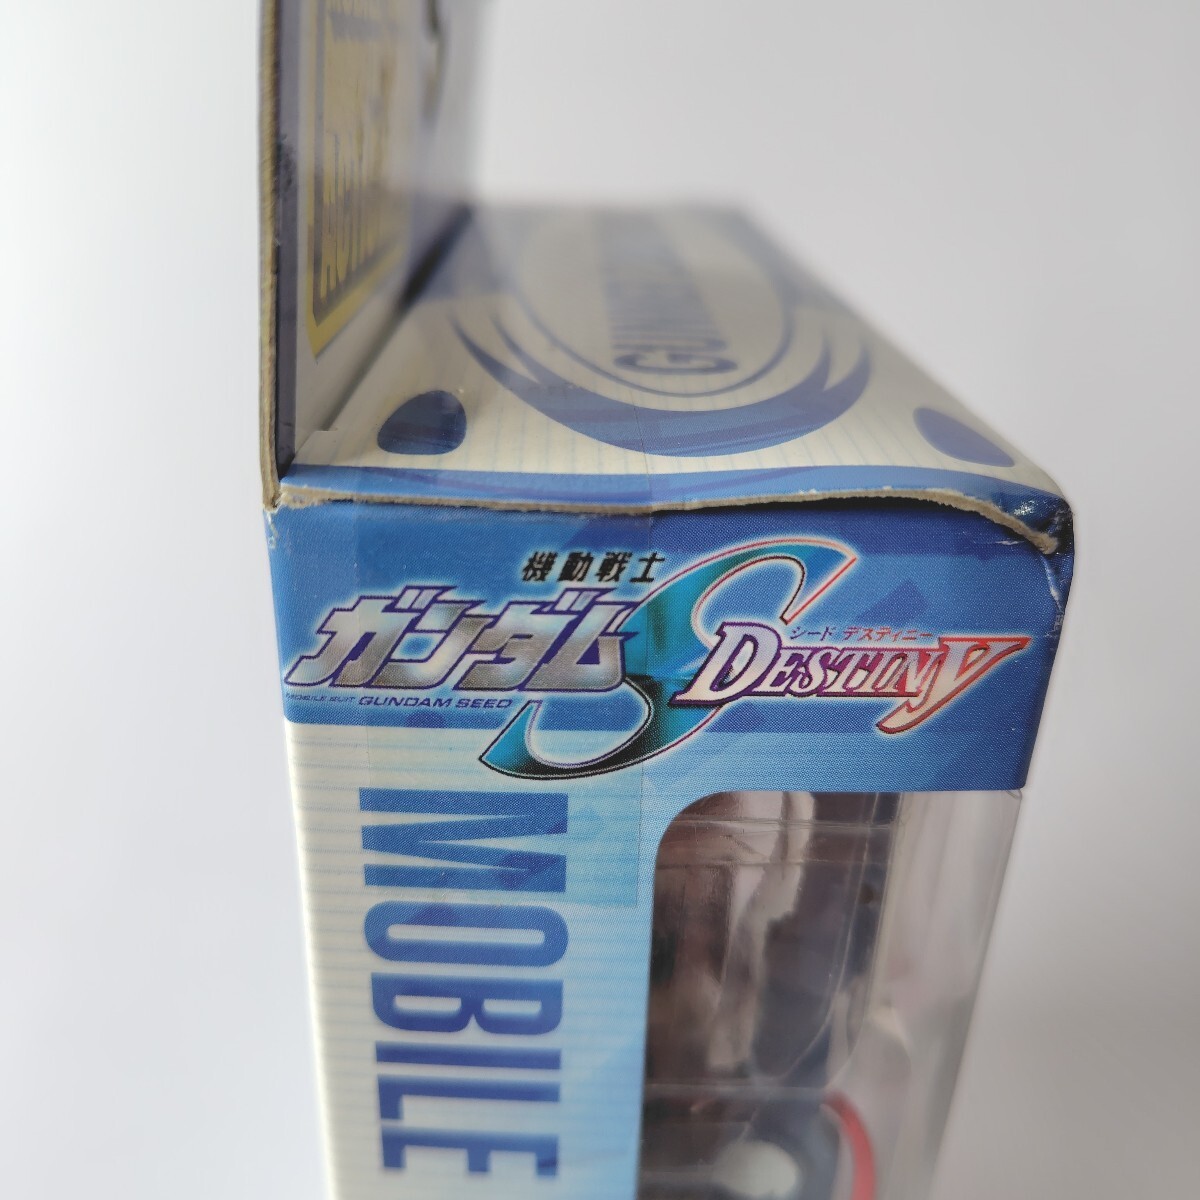 機動戦士
ガンダム
MOBILE SUIT GUNDAM SEED
シード デスティニー
DESTINY
MOBILE